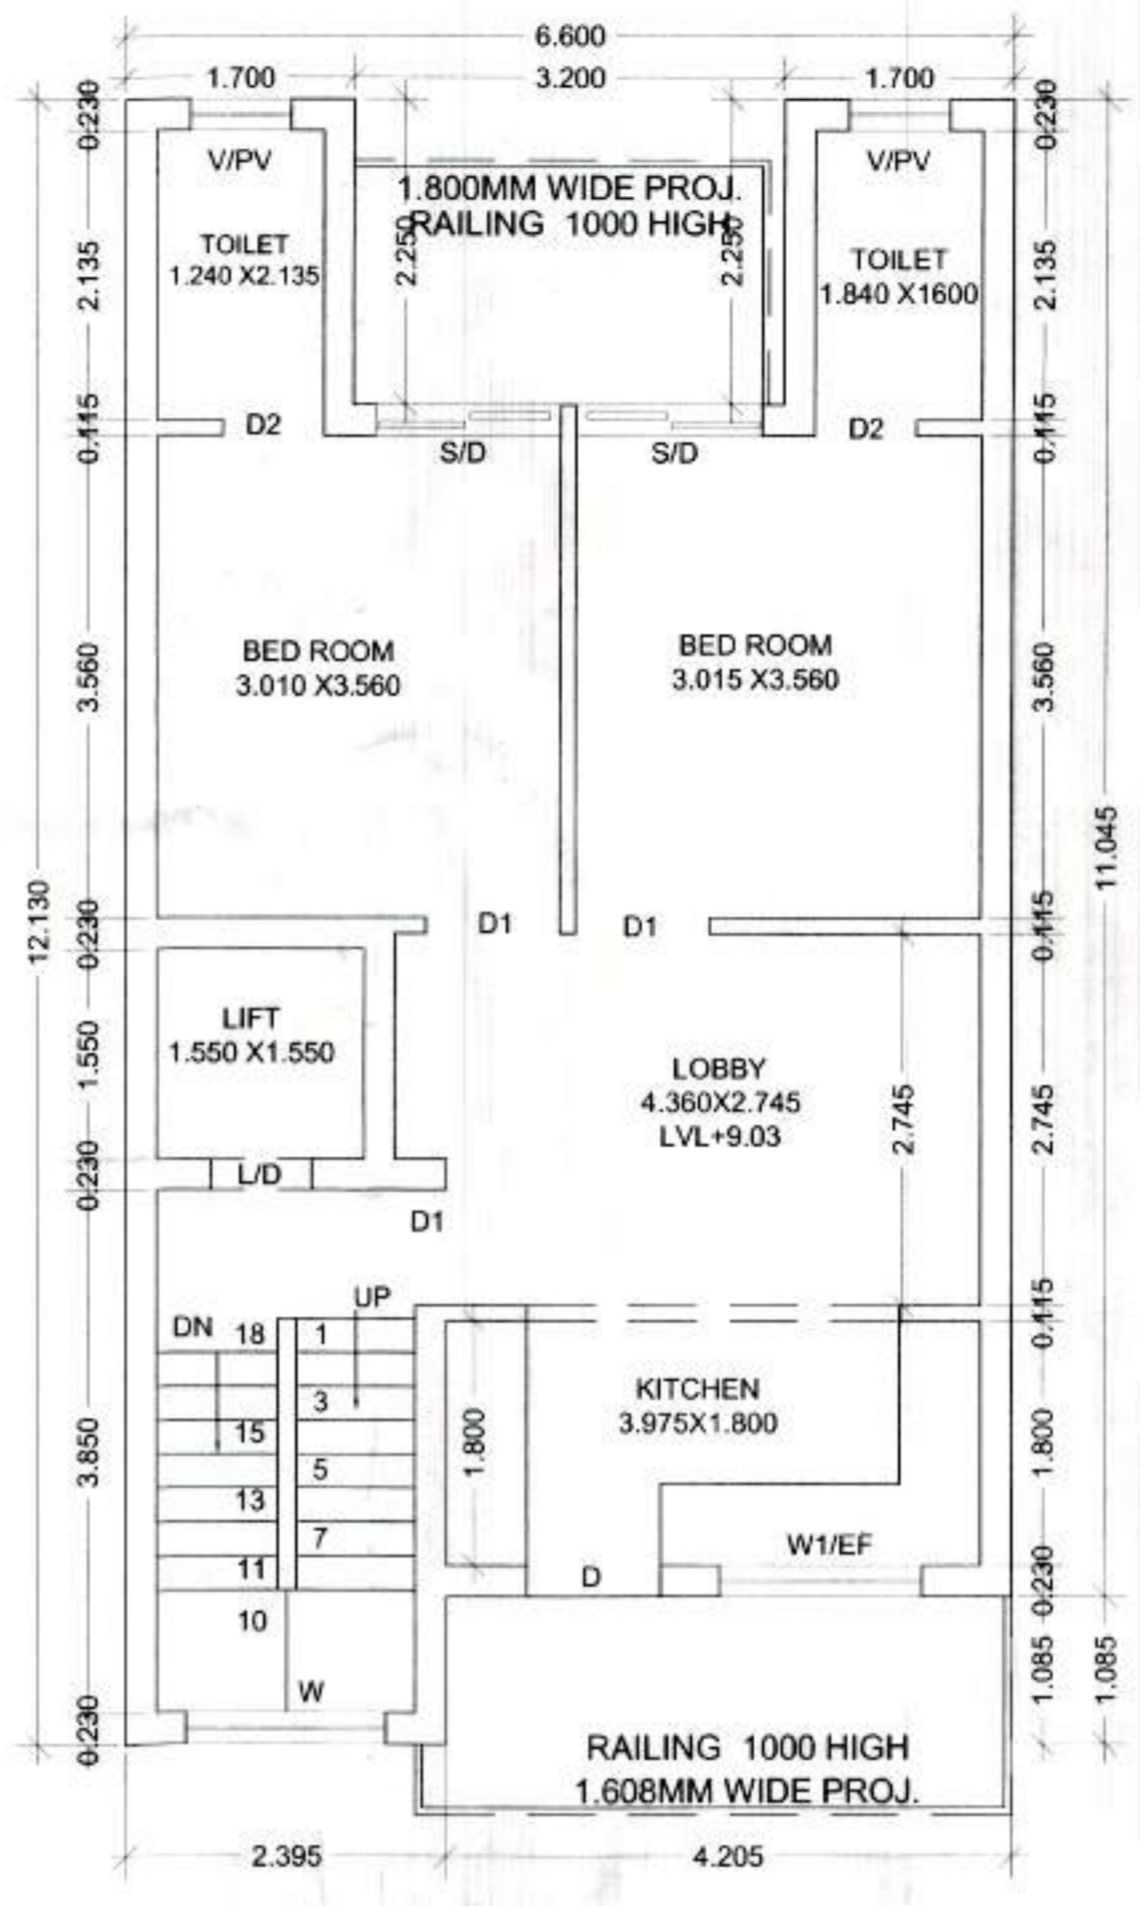 6.600
1.700
3.200
1.700
0.230
0.230
V/PV
V/PV
1.800MM WIDE PROJ.
RAILING 1000 HIGH
2.250
2.250
TOILET
1.240 X2.135
TOILET
1.840 X1600
2.135
2.135
0.115
D2
S/D
S/D
D2
0.115
BED ROOM
3.010 X3.560
BED ROOM
3.015 X3.560
3.560
3.560
12.130
11.045
0.230
D1
D1
0.115
LIFT
1.550 X1.550
1.550
LOBBY
4.360X2.745
LVL+9.03
2.745
2.745
0.230
L/D
D1
UP
DN
18
1
3
15
5
13
7
11
10
W
0.115
KITCHEN
3.975X1.800
1.800
1.800
3.850
W1/EF
D
0.230
1.085
1.085
0.230
RAILING 1000 HIGH
1.608MM WIDE PROJ.
2.395
4.205